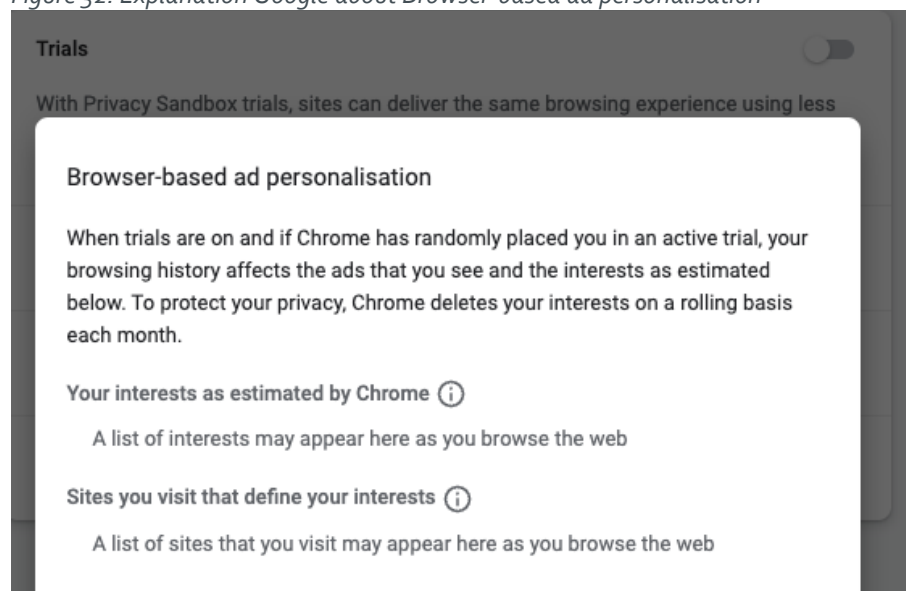 Figure 32: Explanation Google about Browser-based ad personalisation
Trials
With Privacy Sandbox trials, sites can deliver the same browsing experience using less
Browser-based ad personalisation
When trials are on and if Chrome has randomly placed you in an active trial, your
browsing history affects the ads that you see and the interests as estimated
below. To protect your privacy, Chrome deletes your interests on a rolling basis
each month.
Your interests as estimated by Chrome
A list of interests may appear here as you browse the web
Sites you visit that define your interests
A list of sites that you visit may appear here as you browse the web